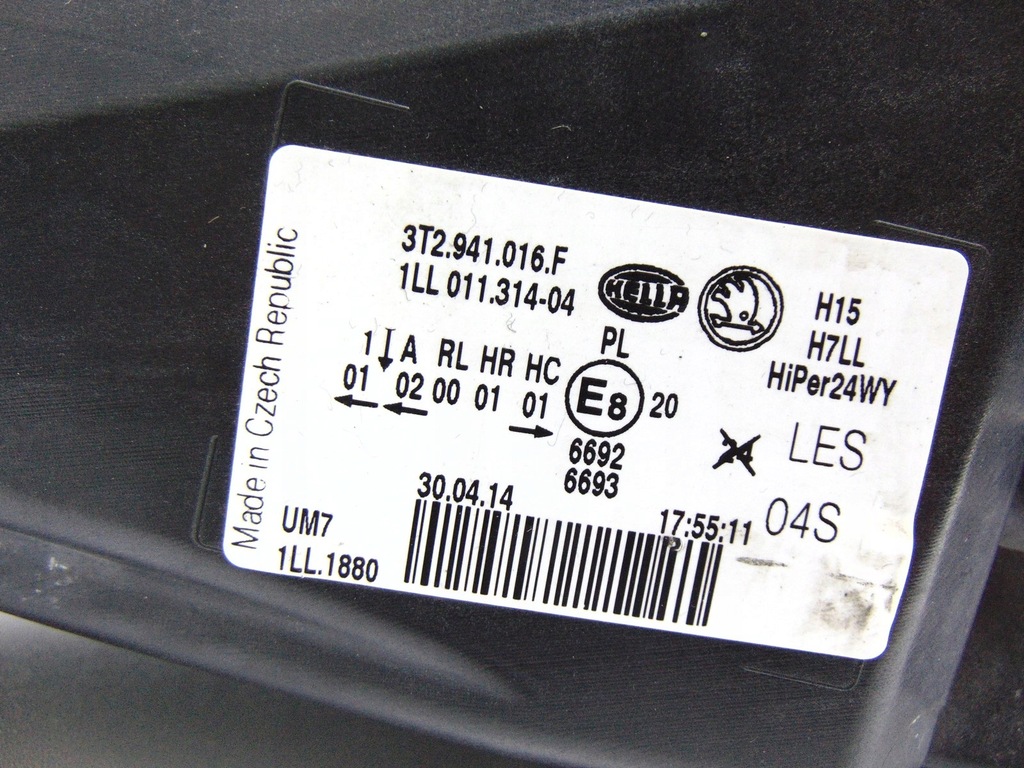 Made in Czech Republic
3T2.941.016.F
1LL 011.314-04
HELLA
H15
H7LL
HiPer24WY
PL
1 A RL HR HC
01 02 00 01 01
E8 20
6692
6693
24 LES
04S
30.04.14 17:55:11
UM7
1LL.1880